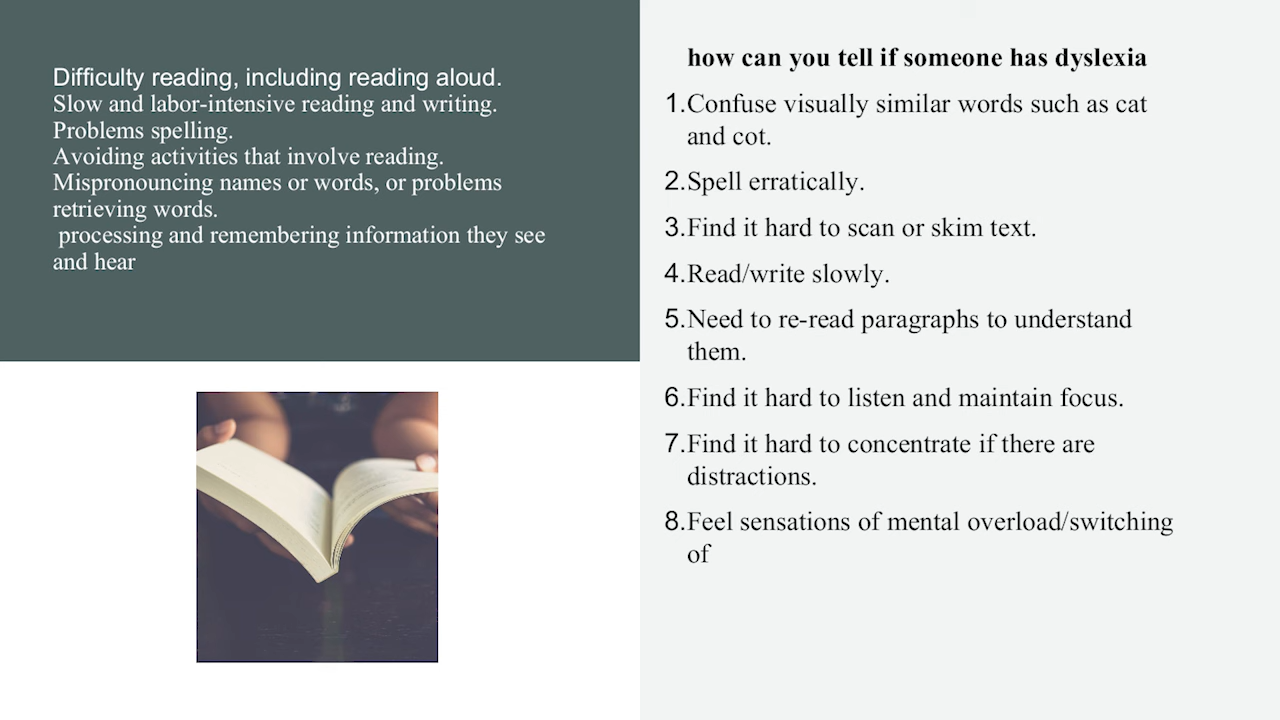 Difficulty reading, including reading aloud.
Slow and labor-intensive reading and writing.
Problems spelling.
Avoiding activities that involve reading.
Mispronouncing names or words, or problems
retrieving words.
processing and remembering information they see
and hear
how can you tell if someone has dyslexia
1.Confuse visually similar words such as cat
and cot.
2.Spell erratically.
3.Find it hard to scan or skim text.
4.Read/write slowly.
5.Need to re-read paragraphs to understand
them.
6.Find it hard to listen and maintain focus.
7.Find it hard to concentrate if there are
distractions.
8.Feel sensations of mental overload/switching
of